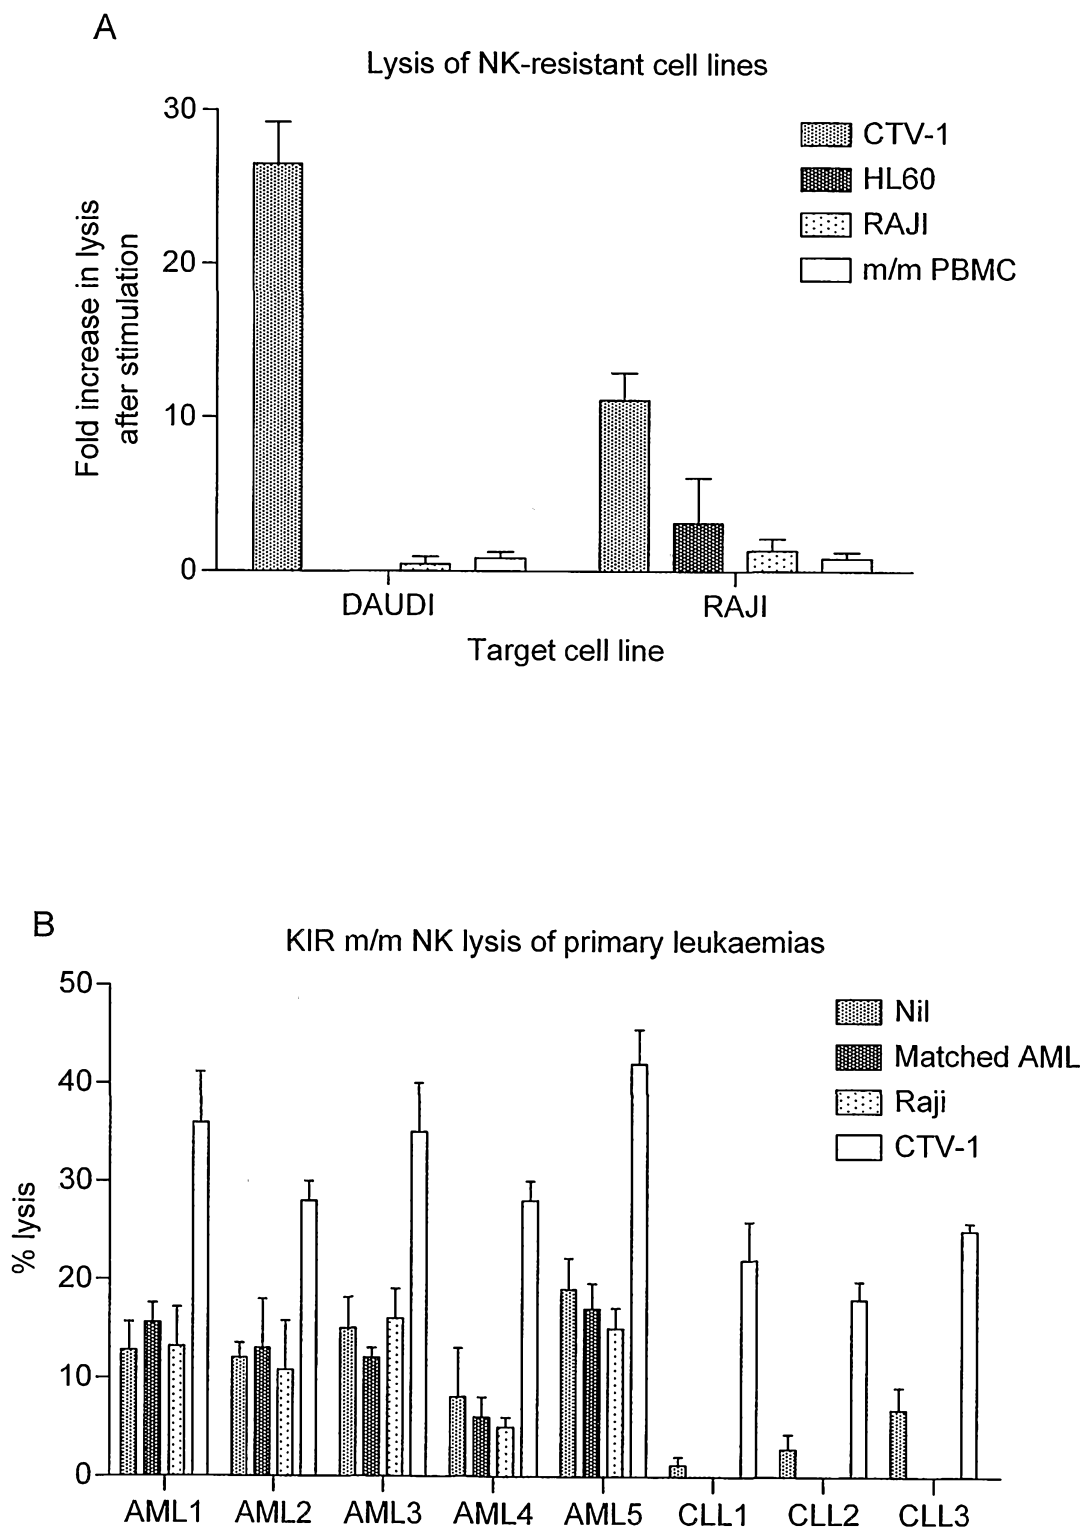 A
Lysis of NK-resistant cell lines
30
20
10
0
Fold increase in lysis
after stimulation
CTV-1
HL60
RAJI
m/m PBMC
DAUDI
RAJI
Target cell line
B
KIR m/m NK lysis of primary leukaemias
50
40
30
20
10
0
% lysis
Nil
Matched AML
Raji
CTV-1
AML1
AML2
AML3
AML4
AML5
CLL1
CLL2
CLL3